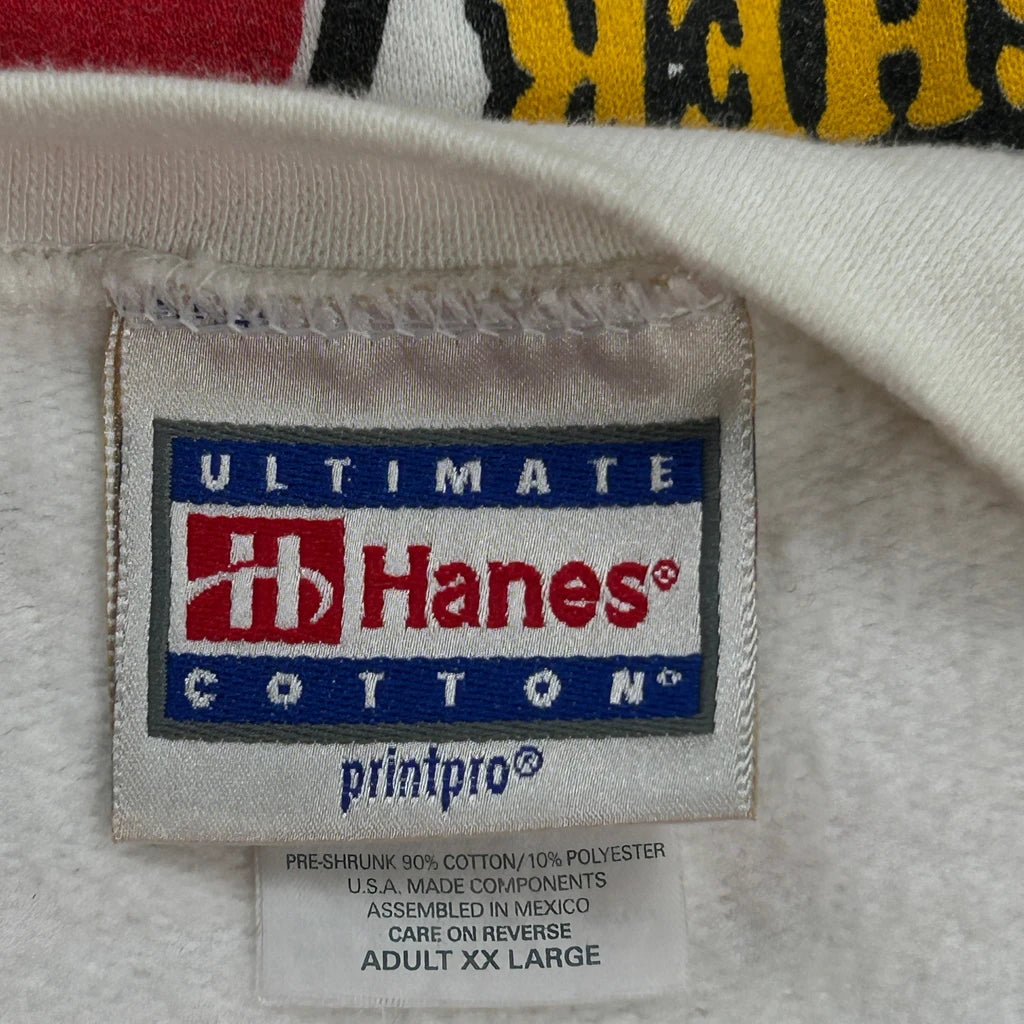 ULTIMATE
Hanes®
COTTON®
printpro®
PRE-SHRUNK 90% COTTON/10% POLYESTER
U.S.A. MADE COMPONENTS
ASSEMBLED IN MEXICO
CARE ON REVERSE
ADULT XX LARGE